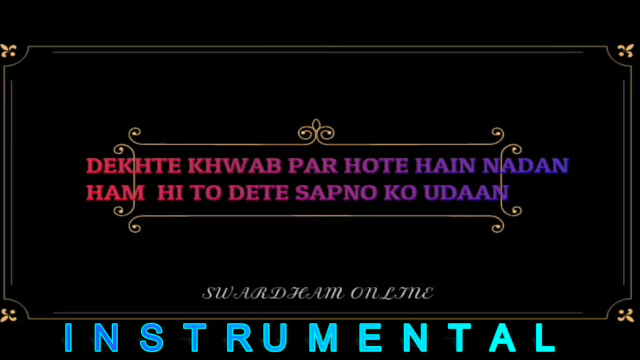 DEKHTE KHWAB PAR HOTE HAIN NADAN
HAM HI TO DETE SAPNO KO UDAAN
SWARDHAM ONLINE
INSTRUMENTAL